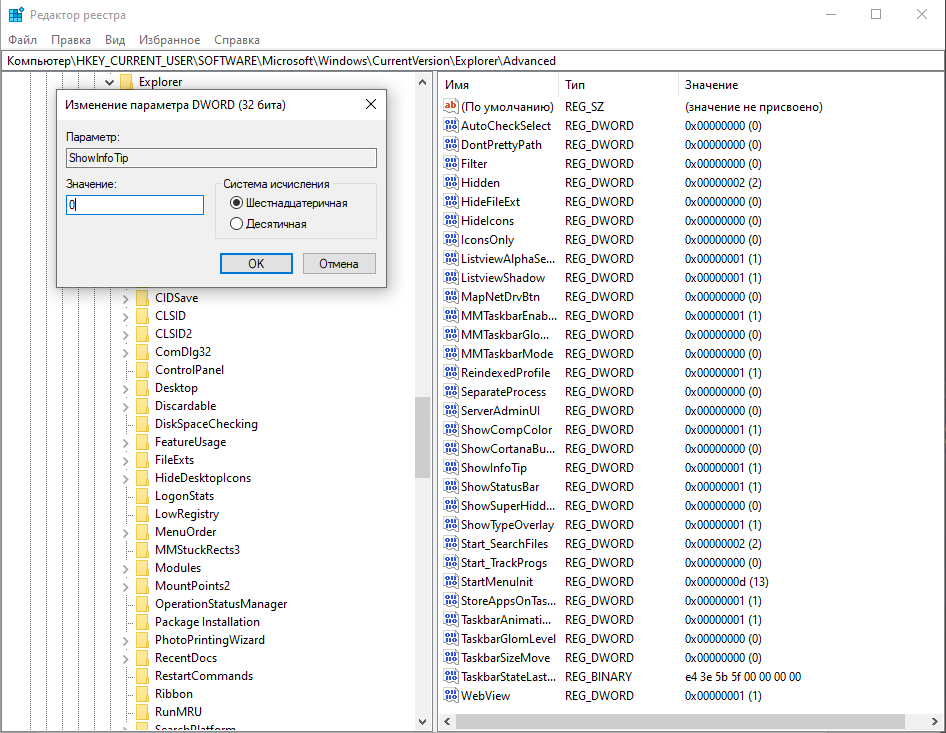 Редактор реестра
Файл Правка Вид Избранное Справка
Компьютер\HKEY_CURRENT_USER\SOFTWARE\Microsoft\Windows\CurrentVersion\Explorer\Advanced
Explorer
Изменение параметра DWORD (32 бита)
Параметр:
ShowInfoTip
Значение:
0
Система исчисления
Шестнадцатеричная
Десятичная
OK Отмена
CIDSave
CLSID
CLSID2
ComDlg32
ControlPanel
Desktop
Discardable
DiskSpaceChecking
FeatureUsage
FileExts
HideDesktopIcons
LogonStats
LowRegistry
MenuOrder
MMStuckRects3
Modules
MountPoints2
OperationStatusManager
Package Installation
PhotoPrintingWizard
RecentDocs
RestartCommands
Ribbon
RunMRU
SearchPlatform
Имя Тип Значение
(По умолчанию) REG_SZ (значение не присвоено)
AutoCheckSelect REG_DWORD 0x00000000 (0)
DontPrettyPath REG_DWORD 0x00000000 (0)
Filter REG_DWORD 0x00000000 (0)
Hidden REG_DWORD 0x00000002 (2)
HideFileExt REG_DWORD 0x00000000 (0)
HideIcons REG_DWORD 0x00000000 (0)
IconsOnly REG_DWORD 0x00000000 (0)
ListviewAlphaSe... REG_DWORD 0x00000001 (1)
ListviewShadow REG_DWORD 0x00000001 (1)
MapNetDrvBtn REG_DWORD 0x00000000 (0)
MMTaskbarEnab... REG_DWORD 0x00000001 (1)
MMTaskbarGlo... REG_DWORD 0x00000000 (0)
MMTaskbarMode REG_DWORD 0x00000000 (0)
ReindexedProfile REG_DWORD 0x00000001 (1)
SeparateProcess REG_DWORD 0x00000000 (0)
ServerAdminUI REG_DWORD 0x00000000 (0)
ShowCompColor REG_DWORD 0x00000001 (1)
ShowCortanaBu... REG_DWORD 0x00000000 (0)
ShowInfoTip REG_DWORD 0x00000001 (1)
ShowStatusBar REG_DWORD 0x00000001 (1)
ShowSuperHidd... REG_DWORD 0x00000000 (0)
ShowTypeOverlay REG_DWORD 0x00000001 (1)
Start_SearchFiles REG_DWORD 0x00000002 (2)
Start_TrackProgs REG_DWORD 0x00000000 (0)
StartMenuInit REG_DWORD 0x0000000d (13)
StoreAppsOnTas... REG_DWORD 0x00000001 (1)
TaskbarAnimati... REG_DWORD 0x00000001 (1)
TaskbarGlomLevel REG_DWORD 0x00000000 (0)
TaskbarSizeMove REG_DWORD 0x00000000 (0)
TaskbarStateLast... REG_BINARY e4 3e 5b 5f 00 00 00 00
WebView REG_DWORD 0x00000001 (1)